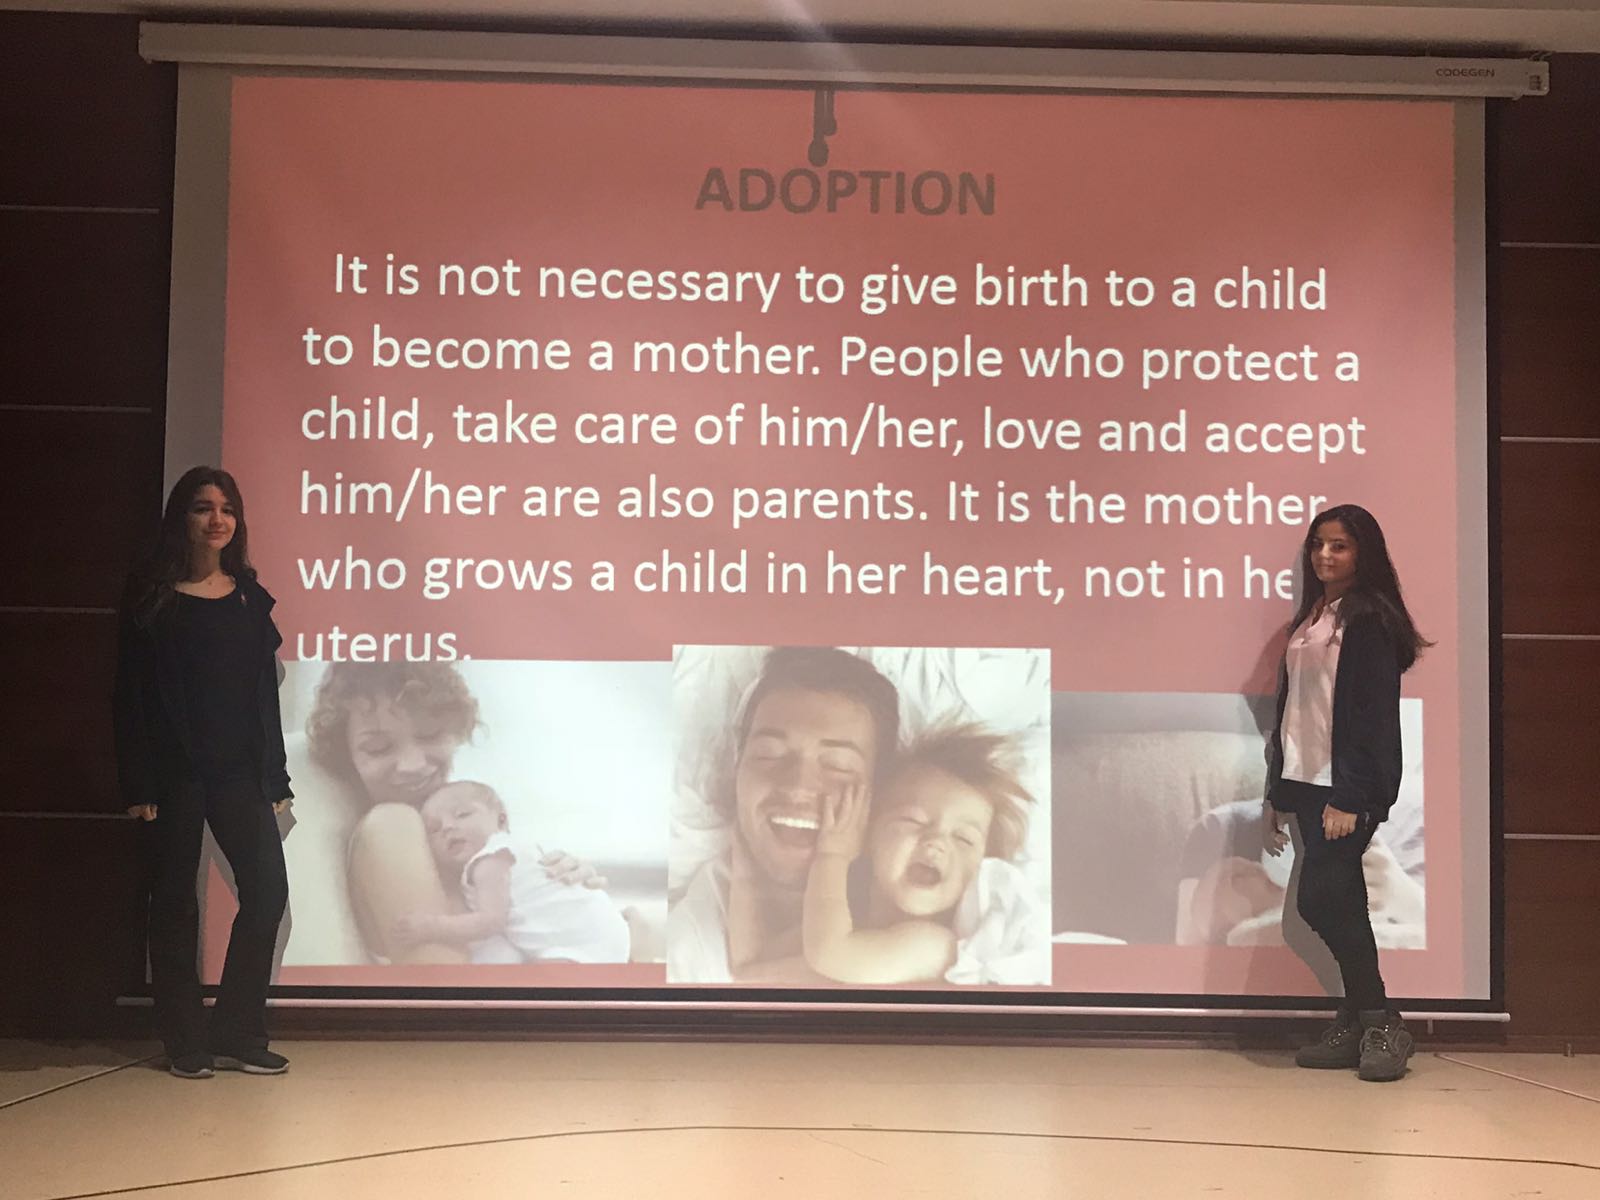 CODEGEN
ADOPTION
It is not necessary to give birth to a child
to become a mother. People who protect a
child, take care of him/her, love and accept
him/her are also parents. It is the mother
who grows a child in her heart, not in he
uterus.